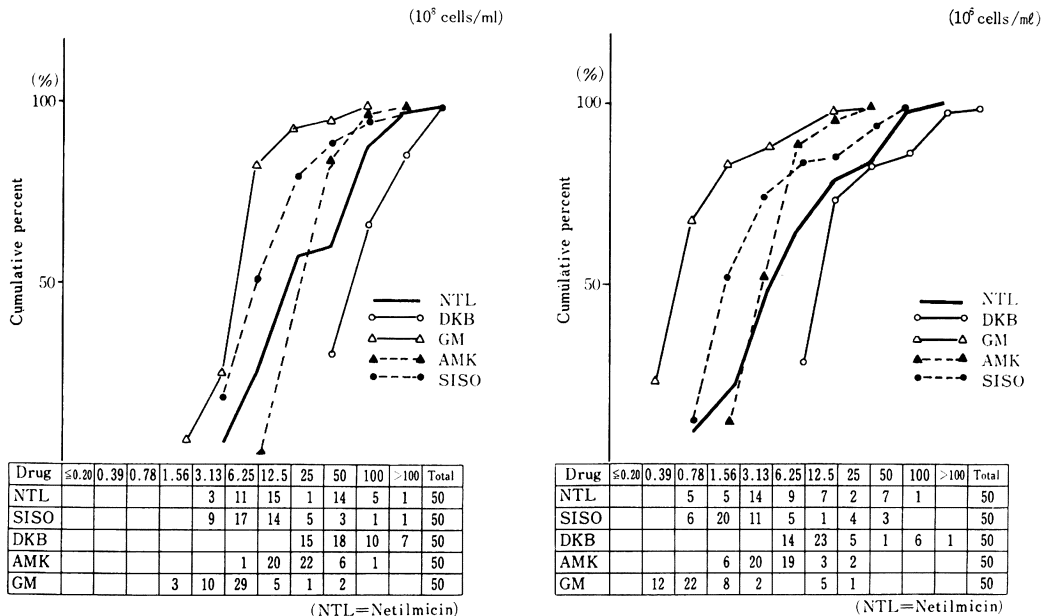 (10⁸ cells/ml)
(%)
100
50
Cumulative percent
NTL
DKB
GM
AMK
SISO
Drug ≦0.20 0.39 0.78 1.56 3.13 6.25 12.5 25 50 100 >100 Total
NTL 3 11 15 1 14 5 1 50
SISO 9 17 14 5 3 1 1 50
DKB 15 18 10 7 50
AMK 1 20 22 6 1 50
GM 3 10 29 5 1 2 50
(NTL=Netilmicin)
(10⁶ cells/mℓ)
(%)
100
50
Cumulative percent
NTL
DKB
GM
AMK
SISO
Drug ≦0.20 0.39 0.78 1.56 3.13 6.25 12.5 25 50 100 >100 Total
NTL 5 5 14 9 7 2 7 1 50
SISO 6 20 11 5 1 4 3 50
DKB 14 23 5 1 6 1 50
AMK 6 20 19 3 2 50
GM 12 22 8 2 5 1 50
(NTL=Netilmicin)